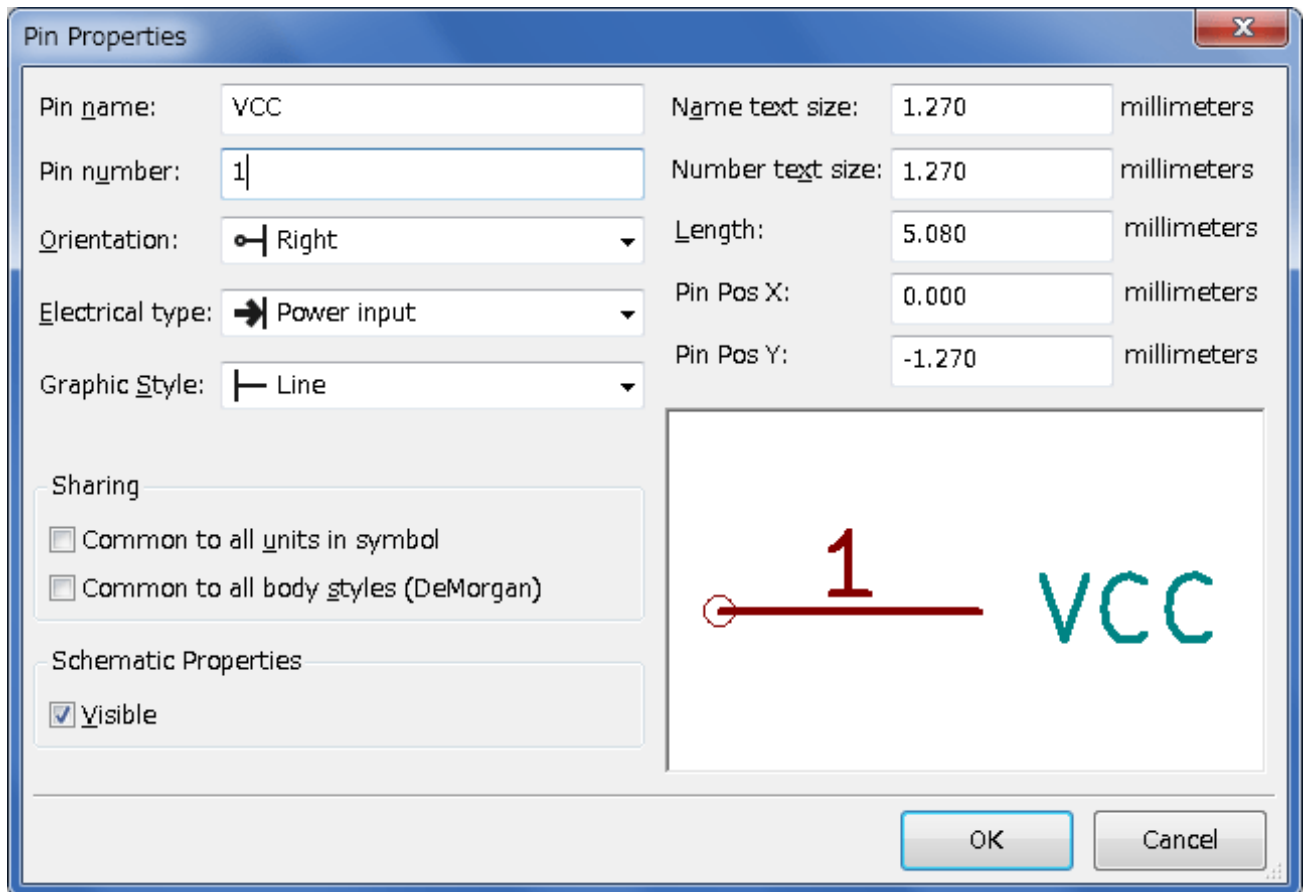 Pin Properties
Pin name: VCC
Name text size: 1.270 millimeters
Pin number: 1
Number text size: 1.270 millimeters
Orientation: Right
Length: 5.080 millimeters
Electrical type: Power input
Pin Pos X: 0.000 millimeters
Graphic Style: Line
Pin Pos Y: -1.270 millimeters
Sharing
Common to all units in symbol
Common to all body styles (DeMorgan)
Schematic Properties
Visible
1
VCC
OK
Cancel